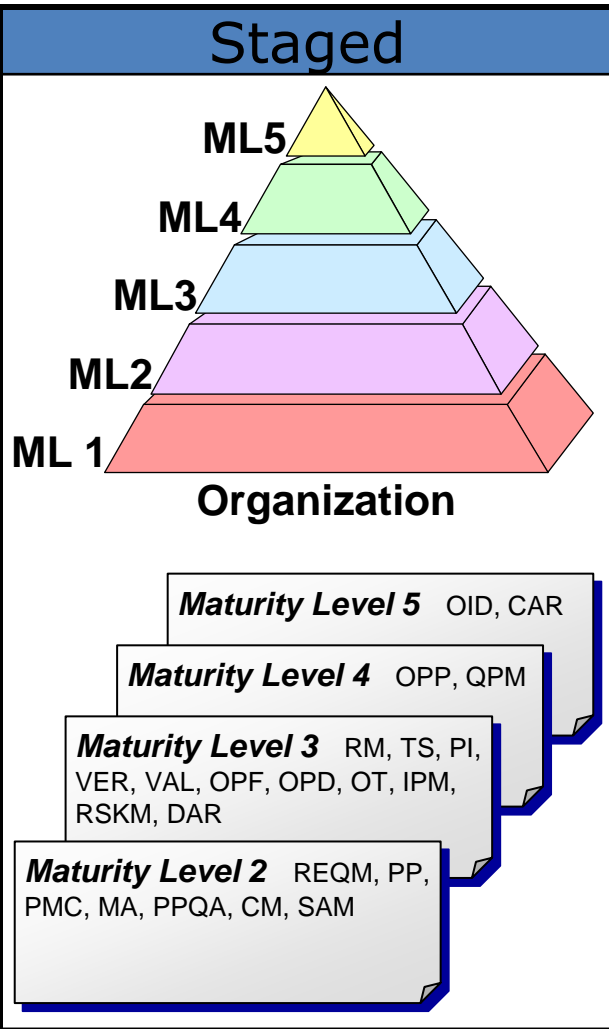 Staged
ML5
ML4
ML3
ML2
ML 1
Organization
Maturity Level 5 OID, CAR
Maturity Level 4 OPP, QPM
Maturity Level 3 RM, TS, PI,
VER, VAL, OPF, OPD, OT, IPM,
RSKM, DAR
Maturity Level 2 REQM, PP,
PMC, MA, PPQA, CM, SAM